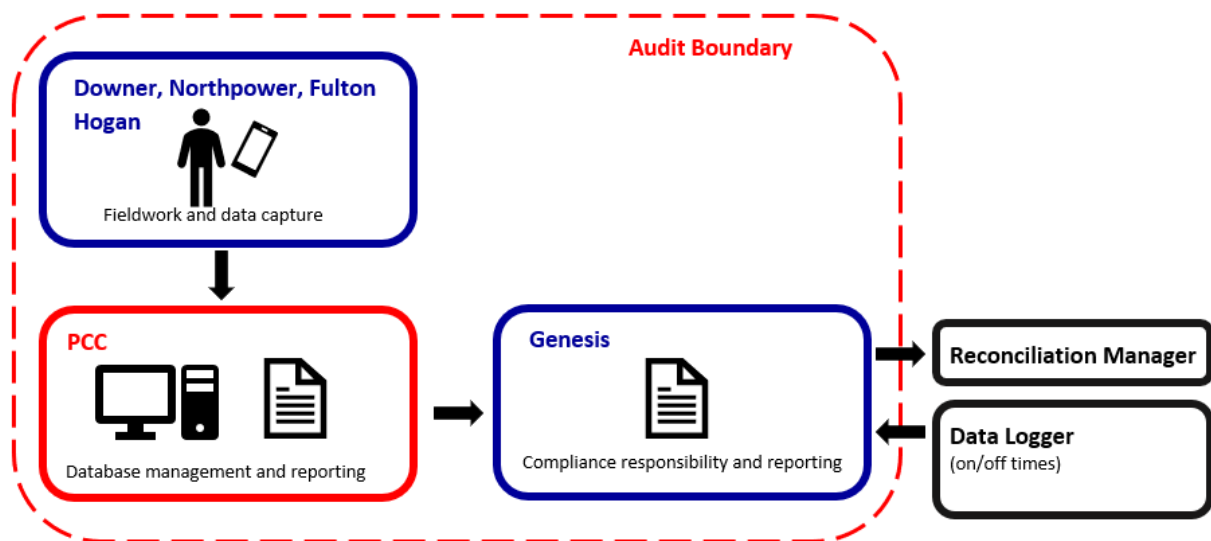 Audit Boundary
Downer, Northpower, Fulton
Hogan
Fieldwork and data capture
PCC
Database management and reporting
Genesis
Compliance responsibility and reporting
Reconciliation Manager
Data Logger
(on/off times)